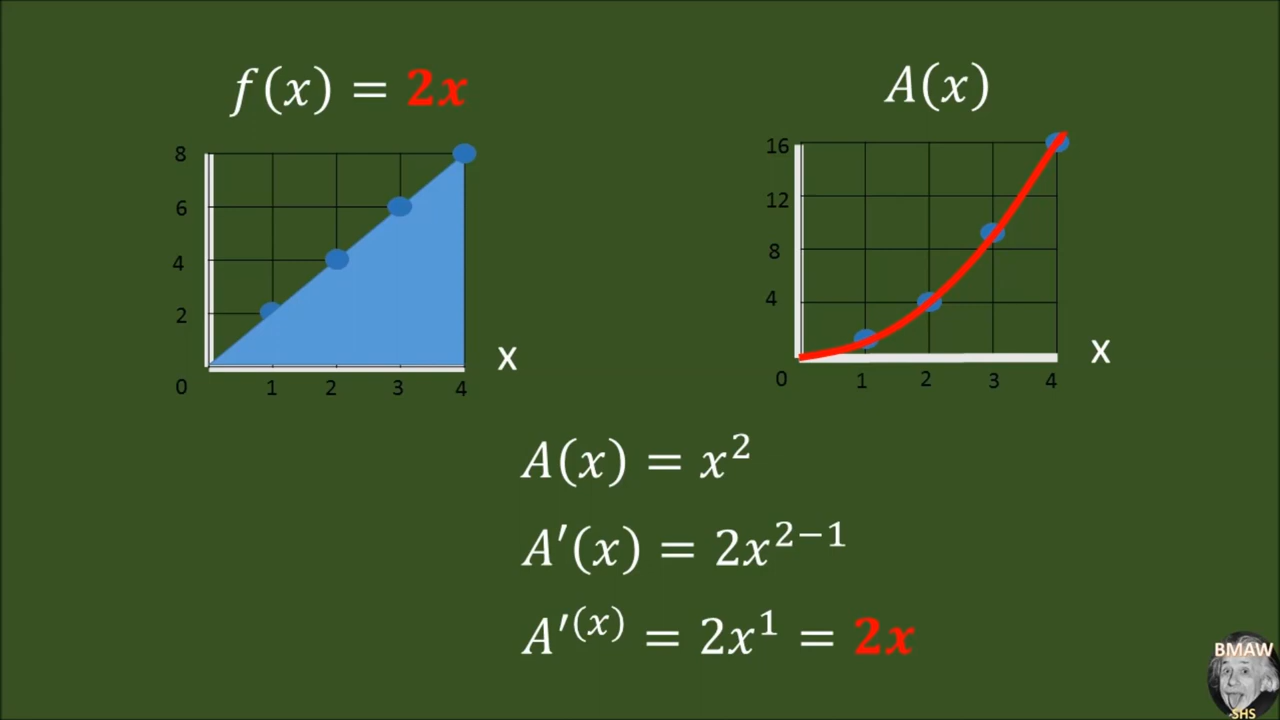 f(x) = 2x
8
6
4
2
0 1 2 3 4
x
A(x)
16
12
8
4
0 1 2 3 4
x
A(x) = x²
A′(x) = 2x²⁻¹
A′⁽ˣ⁾ = 2x¹ = 2x
BMAW
SHS